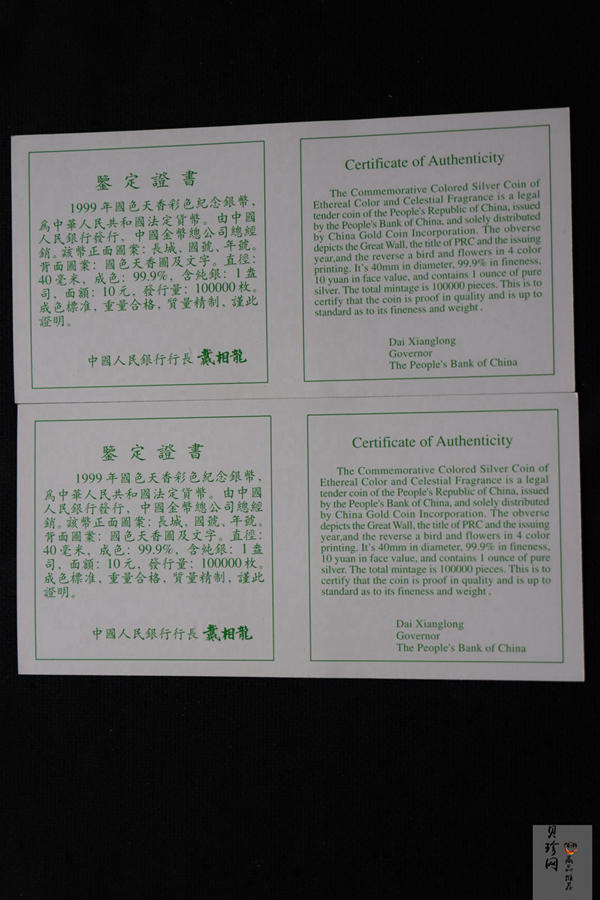 鑒定證書
1999年國色天香彩色紀念銀幣，
爲中華人民共和國法定貨幣。由中國
人民銀行發行，中國金幣總公司總經
銷。該幣正面圖案：長城，國號、年號。
背面圖案：國色天香圖及文字。直徑：
40毫米，成色：99.9%，含純銀：1盎
司，面額：10元，發行量：100000枚。
成色標准，重量合格，質量精制，謹此
證明。
中國人民銀行行長 戴相龍
Certificate of Authenticity
The Commemorative Colored Silver Coin of
Ethereal Color and Celestial Fragrance is a legal
tender coin of the People's Republic of China, issued
by the People's Bank of China, and solely distributed
by China Gold Coin Incorporation. The obverse
depicts the Great Wall, the title of PRC and the issuing
year,and the reverse a bird and flowers in 4 color
printing. It's 40mm in diameter, 99.9% in fineness,
10 yuan in face value, and contains 1 ounce of pure
silver. The total mintage is 100000 pieces. This is to
certify that the coin is proof in quality and is up to
standard as to its fineness and weight .
Dai Xianglong
Governor
The People's Bank of China
鑒定證書
1999年國色天香彩色紀念銀幣，
爲中華人民共和國法定貨幣。由中國
人民銀行發行，中國金幣總公司總經
銷。該幣正面圖案：長城，國號、年號。
背面圖案：國色天香圖及文字。直徑：
40毫米，成色：99.9%，含純銀：1盎
司，面額：10元，發行量：100000枚。
成色標准，重量合格，質量精制，謹此
證明。
中國人民銀行行長 戴相龍
Certificate of Authenticity
The Commemorative Colored Silver Coin of
Ethereal Color and Celestial Fragrance is a legal
tender coin of the People's Republic of China, issued
by the People's Bank of China, and solely distributed
by China Gold Coin Incorporation. The obverse
depicts the Great Wall, the title of PRC and the issuing
year,and the reverse a bird and flowers in 4 color
printing. It's 40mm in diameter, 99.9% in fineness,
10 yuan in face value, and contains 1 ounce of pure
silver. The total mintage is 100000 pieces. This is to
certify that the coin is proof in quality and is up to
standard as to its fineness and weight .
Dai Xianglong
Governor
The People's Bank of China
贝珍网
藏品推荐